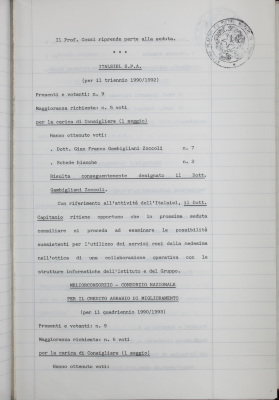 Il Prof. Cozzi riprende parte alla seduta.
* * *
ITALSIEL S.P.A.
(per il triennio 1990/1992)
Presenti e votanti: n. 9
Maggioranza richiesta: n. 5 voti
per la carica di Consigliere (1 seggio)
Hanno ottenuto voti:
. Dott. Gian Franco Gambigliani Zoccoli n. 7
. Schede bianche n. 2
Risulta conseguentemente designato il Dott.
Gambigliani Zoccoli.
Con riferimento all'attività dell'Italsiel, il Dott.
Capitanio ritiene opportuno che in prossima seduta
consiliare si proceda ad esaminare le possibilità
sussistenti per l'utilizzo dei servizi resi dalla medesima
nell'ottica di una collaborazione operativa con le
strutture informatiche dell'Istituto e del Gruppo.
MELIORCONSORZIO - CONSORZIO NAZIONALE
PER IL CREDITO AGRARIO DI MIGLIORAMENTO
(per il quadriennio 1990/1993)
Presenti e votanti: n. 8
Maggioranza richiesta: n. 5 voti
per la carica di Consigliere (1 seggio)
Hanno ottenuto voti: